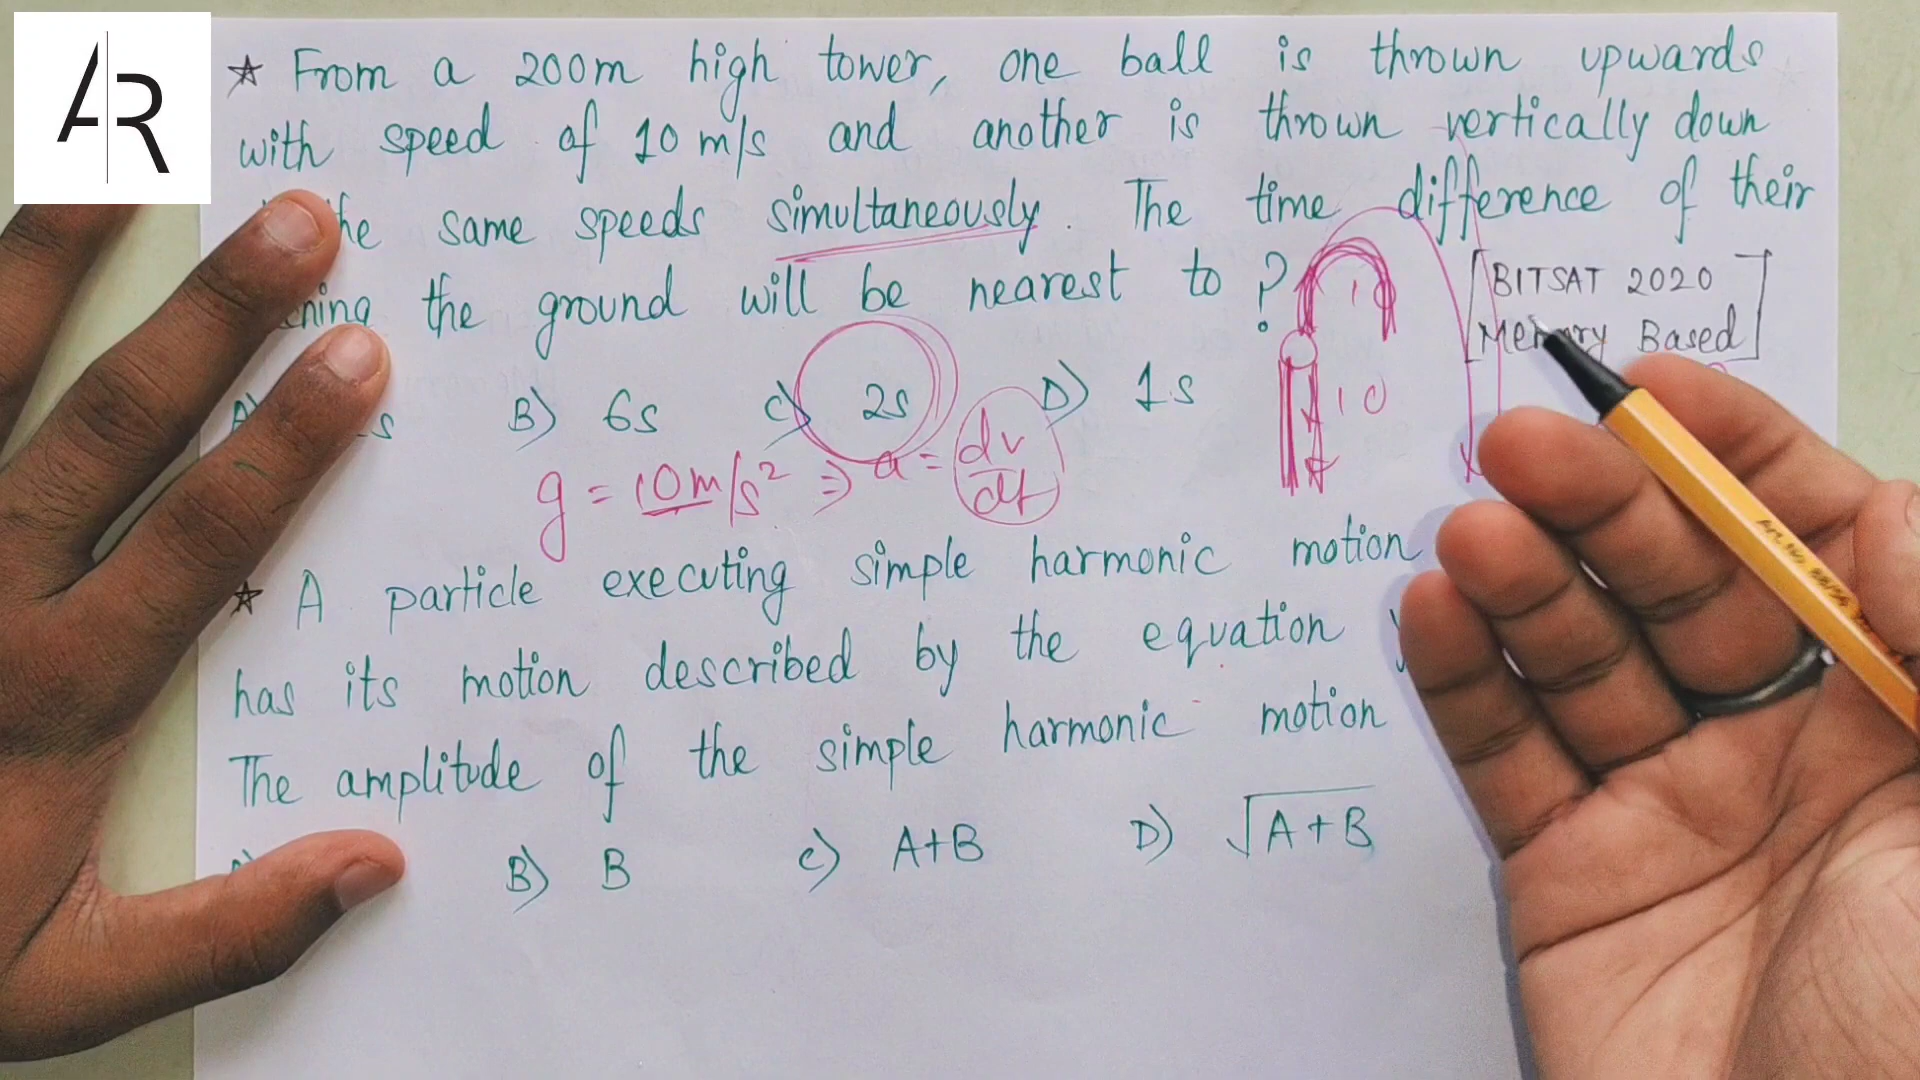 AR
☆ From a 200m high tower, one ball is thrown upwards
with speed of 10 m/s and another is thrown vertically down
the same speeds simultaneously. The time difference of their
the ground will be nearest to ?
[BITSAT 2020
Memory Based]
B) 6s C) 2s D) 1s
10
10
g = 10m/s² ⇒ a = dv/dt
☆ A particle executing simple harmonic motion
has its motion described by the equation
The amplitude of the simple harmonic motion
B) B C) A+B D) √A+B